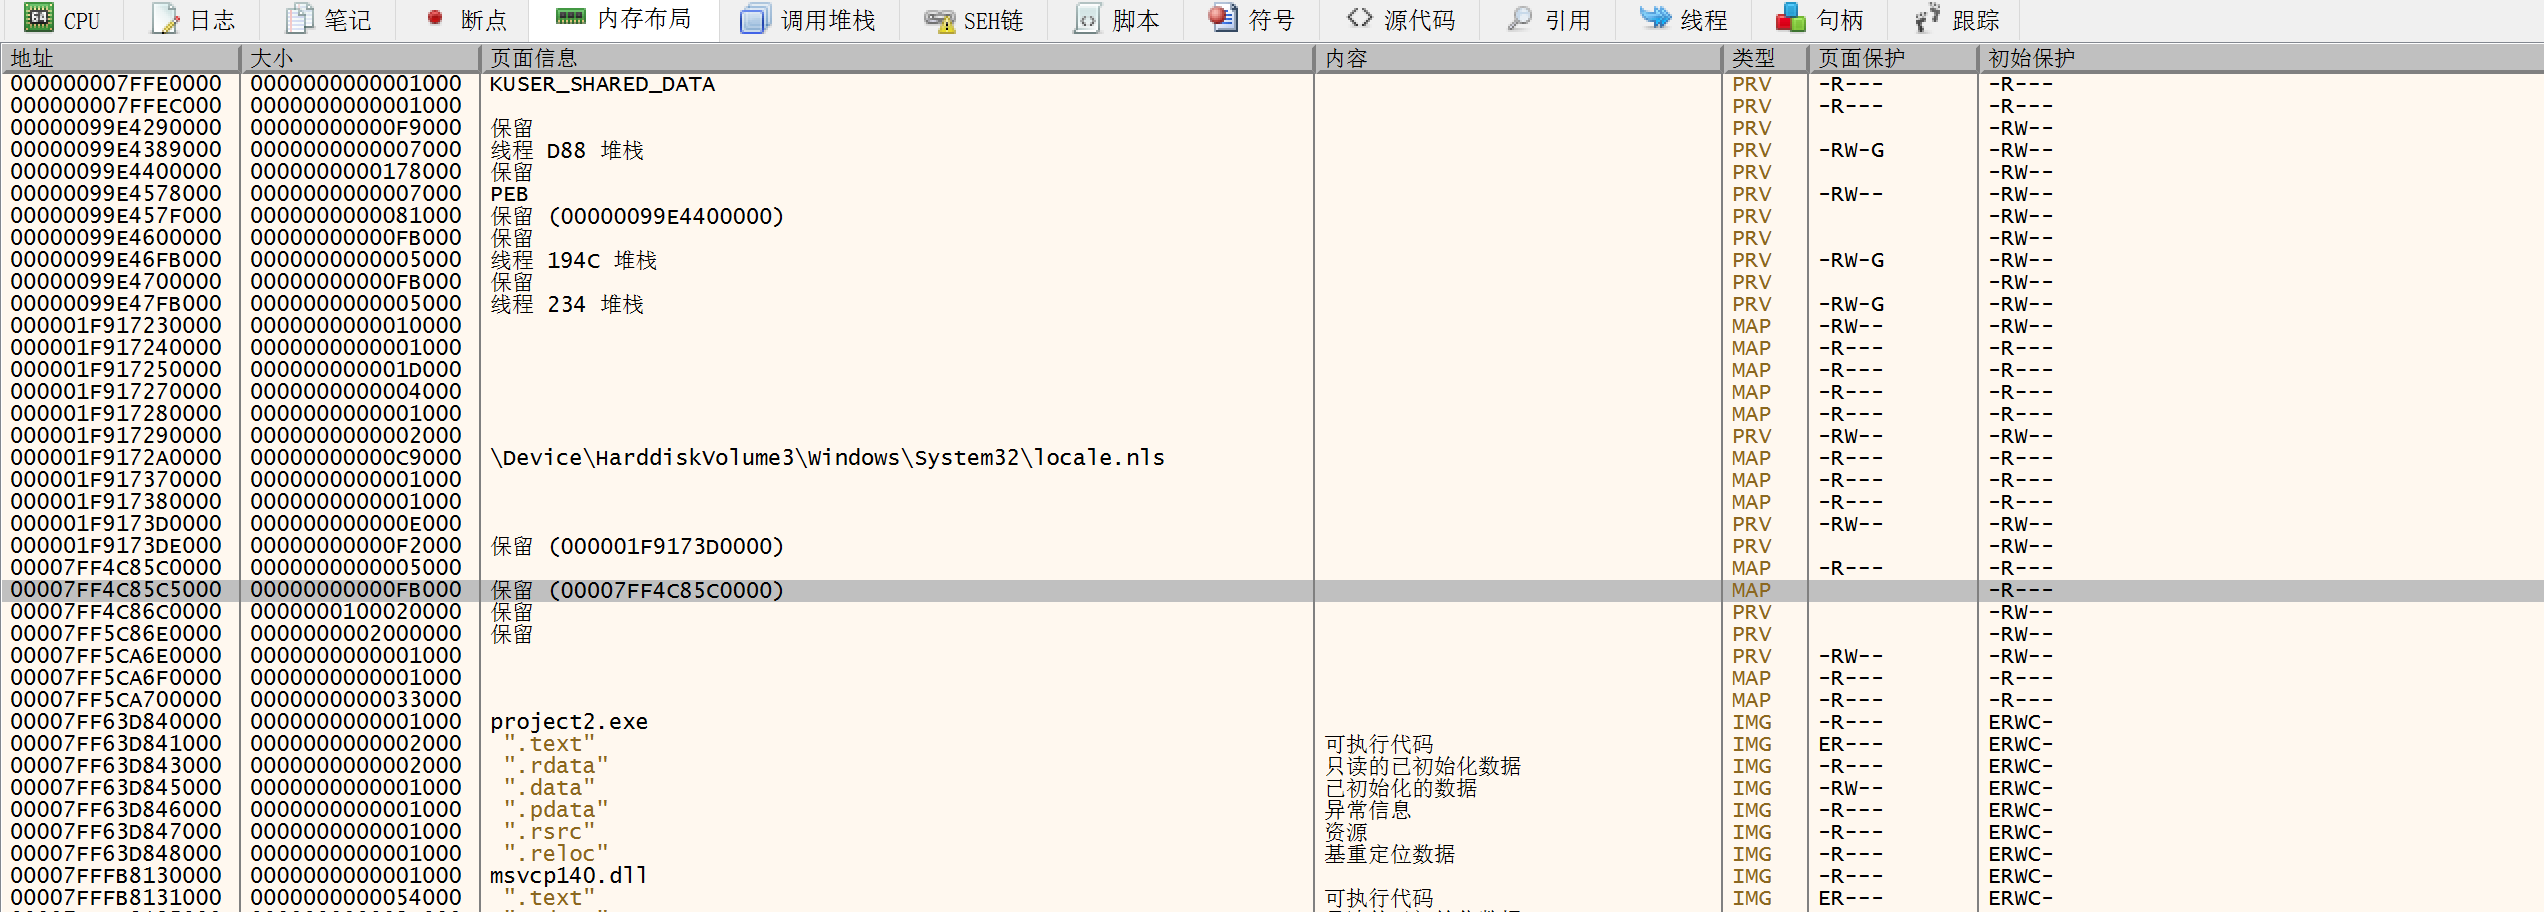 CPU 日志 笔记 断点 内存布局 调用堆栈 SEH链 脚本 符号 源代码 引用 线程 句柄 跟踪
地址 大小 页面信息 内容 类型 页面保护 初始保护
000000007FFE0000 0000000000001000 KUSER_SHARED_DATA PRV -R--- -R---
000000007FFEC000 0000000000001000 PRV -R--- -R---
00000099E4290000 00000000000F9000 保留 PRV -RW--
00000099E4389000 0000000000007000 线程 D88 堆栈 PRV -RW-G -RW--
00000099E4400000 0000000000178000 保留 PRV -RW--
00000099E4578000 0000000000007000 PEB PRV -RW-- -RW--
00000099E457F000 0000000000081000 保留 (00000099E4400000) PRV -RW--
00000099E4600000 00000000000FB000 保留 PRV -RW--
00000099E46FB000 0000000000005000 线程 194C 堆栈 PRV -RW-G -RW--
00000099E4700000 00000000000FB000 保留 PRV -RW--
00000099E47FB000 0000000000005000 线程 234 堆栈 PRV -RW-G -RW--
000001F917230000 0000000000010000 MAP -RW-- -RW--
000001F917240000 0000000000001000 MAP -R--- -R---
000001F917250000 000000000001D000 MAP -R--- -R---
000001F917270000 0000000000004000 MAP -R--- -R---
000001F917280000 0000000000001000 MAP -R--- -R---
000001F917290000 0000000000002000 PRV -RW-- -RW--
000001F9172A0000 00000000000C9000 \Device\HarddiskVolume3\Windows\System32\locale.nls MAP -R--- -R---
000001F917370000 0000000000001000 MAP -R--- -R---
000001F917380000 0000000000001000 MAP -R--- -R---
000001F9173D0000 000000000000E000 PRV -RW-- -RW--
000001F9173DE000 00000000000F2000 保留 (000001F9173D0000) PRV -RW--
00007FF4C85C0000 0000000000005000 MAP -R--- -R---
00007FF4C85C5000 00000000000FB000 保留 (00007FF4C85C0000) MAP -R---
00007FF4C86C0000 0000000100020000 保留 PRV -RW--
00007FF5C86E0000 0000000002000000 保留 PRV -RW--
00007FF5CA6E0000 0000000000001000 PRV -RW-- -RW--
00007FF5CA6F0000 0000000000001000 MAP -R--- -R---
00007FF5CA700000 0000000000033000 MAP -R--- -R---
00007FF63D840000 0000000000001000 project2.exe IMG -R--- ERWC-
00007FF63D841000 0000000000002000 ".text" 可执行代码 IMG ER--- ERWC-
00007FF63D843000 0000000000002000 ".rdata" 只读的已初始化数据 IMG -R--- ERWC-
00007FF63D845000 0000000000001000 ".data" 已初始化的数据 IMG -RW-- ERWC-
00007FF63D846000 0000000000001000 ".pdata" 异常信息 IMG -R--- ERWC-
00007FF63D847000 0000000000001000 ".rsrc" 资源 IMG -R--- ERWC-
00007FF63D848000 0000000000001000 ".reloc" 基重定位数据 IMG -R--- ERWC-
00007FFFB8130000 0000000000001000 msvcp140.dll IMG -R--- ERWC-
00007FFFB8131000 0000000000054000 ".text" 可执行代码 IMG ER--- ERWC-